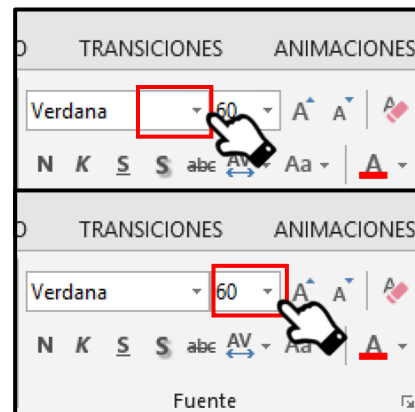 O TRANSICIONES ANIMACIONES
Verdana 60 A A A
N K S S abc AV Aa A
O TRANSICIONES ANIMACIONES
Verdana 60 A A A
N K S S abc AV Aa A
Fuente